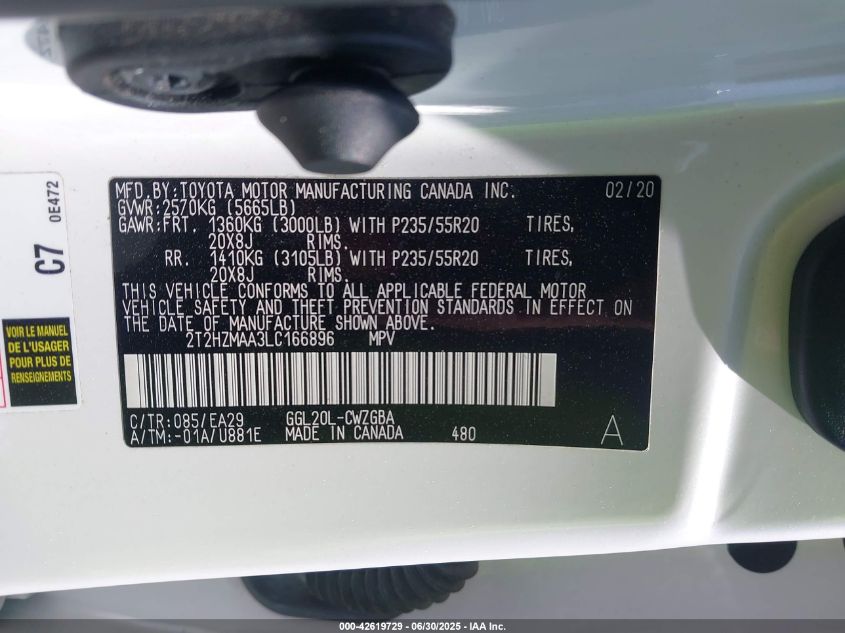 MFD.BY:TOYOTA MOTOR MANUFACTURING CANADA INC. 02/20
GVWR:2570KG (5665LB)
GAWR:FRT. 1360KG (3000LB) WITH P235/55R20 TIRES,
20X8J RIMS.
RR. 1410KG (3105LB) WITH P235/55R20 TIRES,
20X8J RIMS.
THIS VEHICLE CONFORMS TO ALL APPLICABLE FEDERAL MOTOR
VEHICLE SAFETY AND THEFT PREVENTION STANDARDS IN EFFECT ON
THE DATE OF MANUFACTURE SHOWN ABOVE.
2T2HZMAA3LC166896 MPV
C/TR:085/EA29 GGL20L-CWZGBA
A/TM:-01A/U881E MADE IN CANADA 480 A
C7 0E472
VOIR LE MANUEL
DE L'USAGER
POUR PLUS DE
RENSEIGNEMENTS
000-42619729 - 06/30/2025 - IAA Inc.